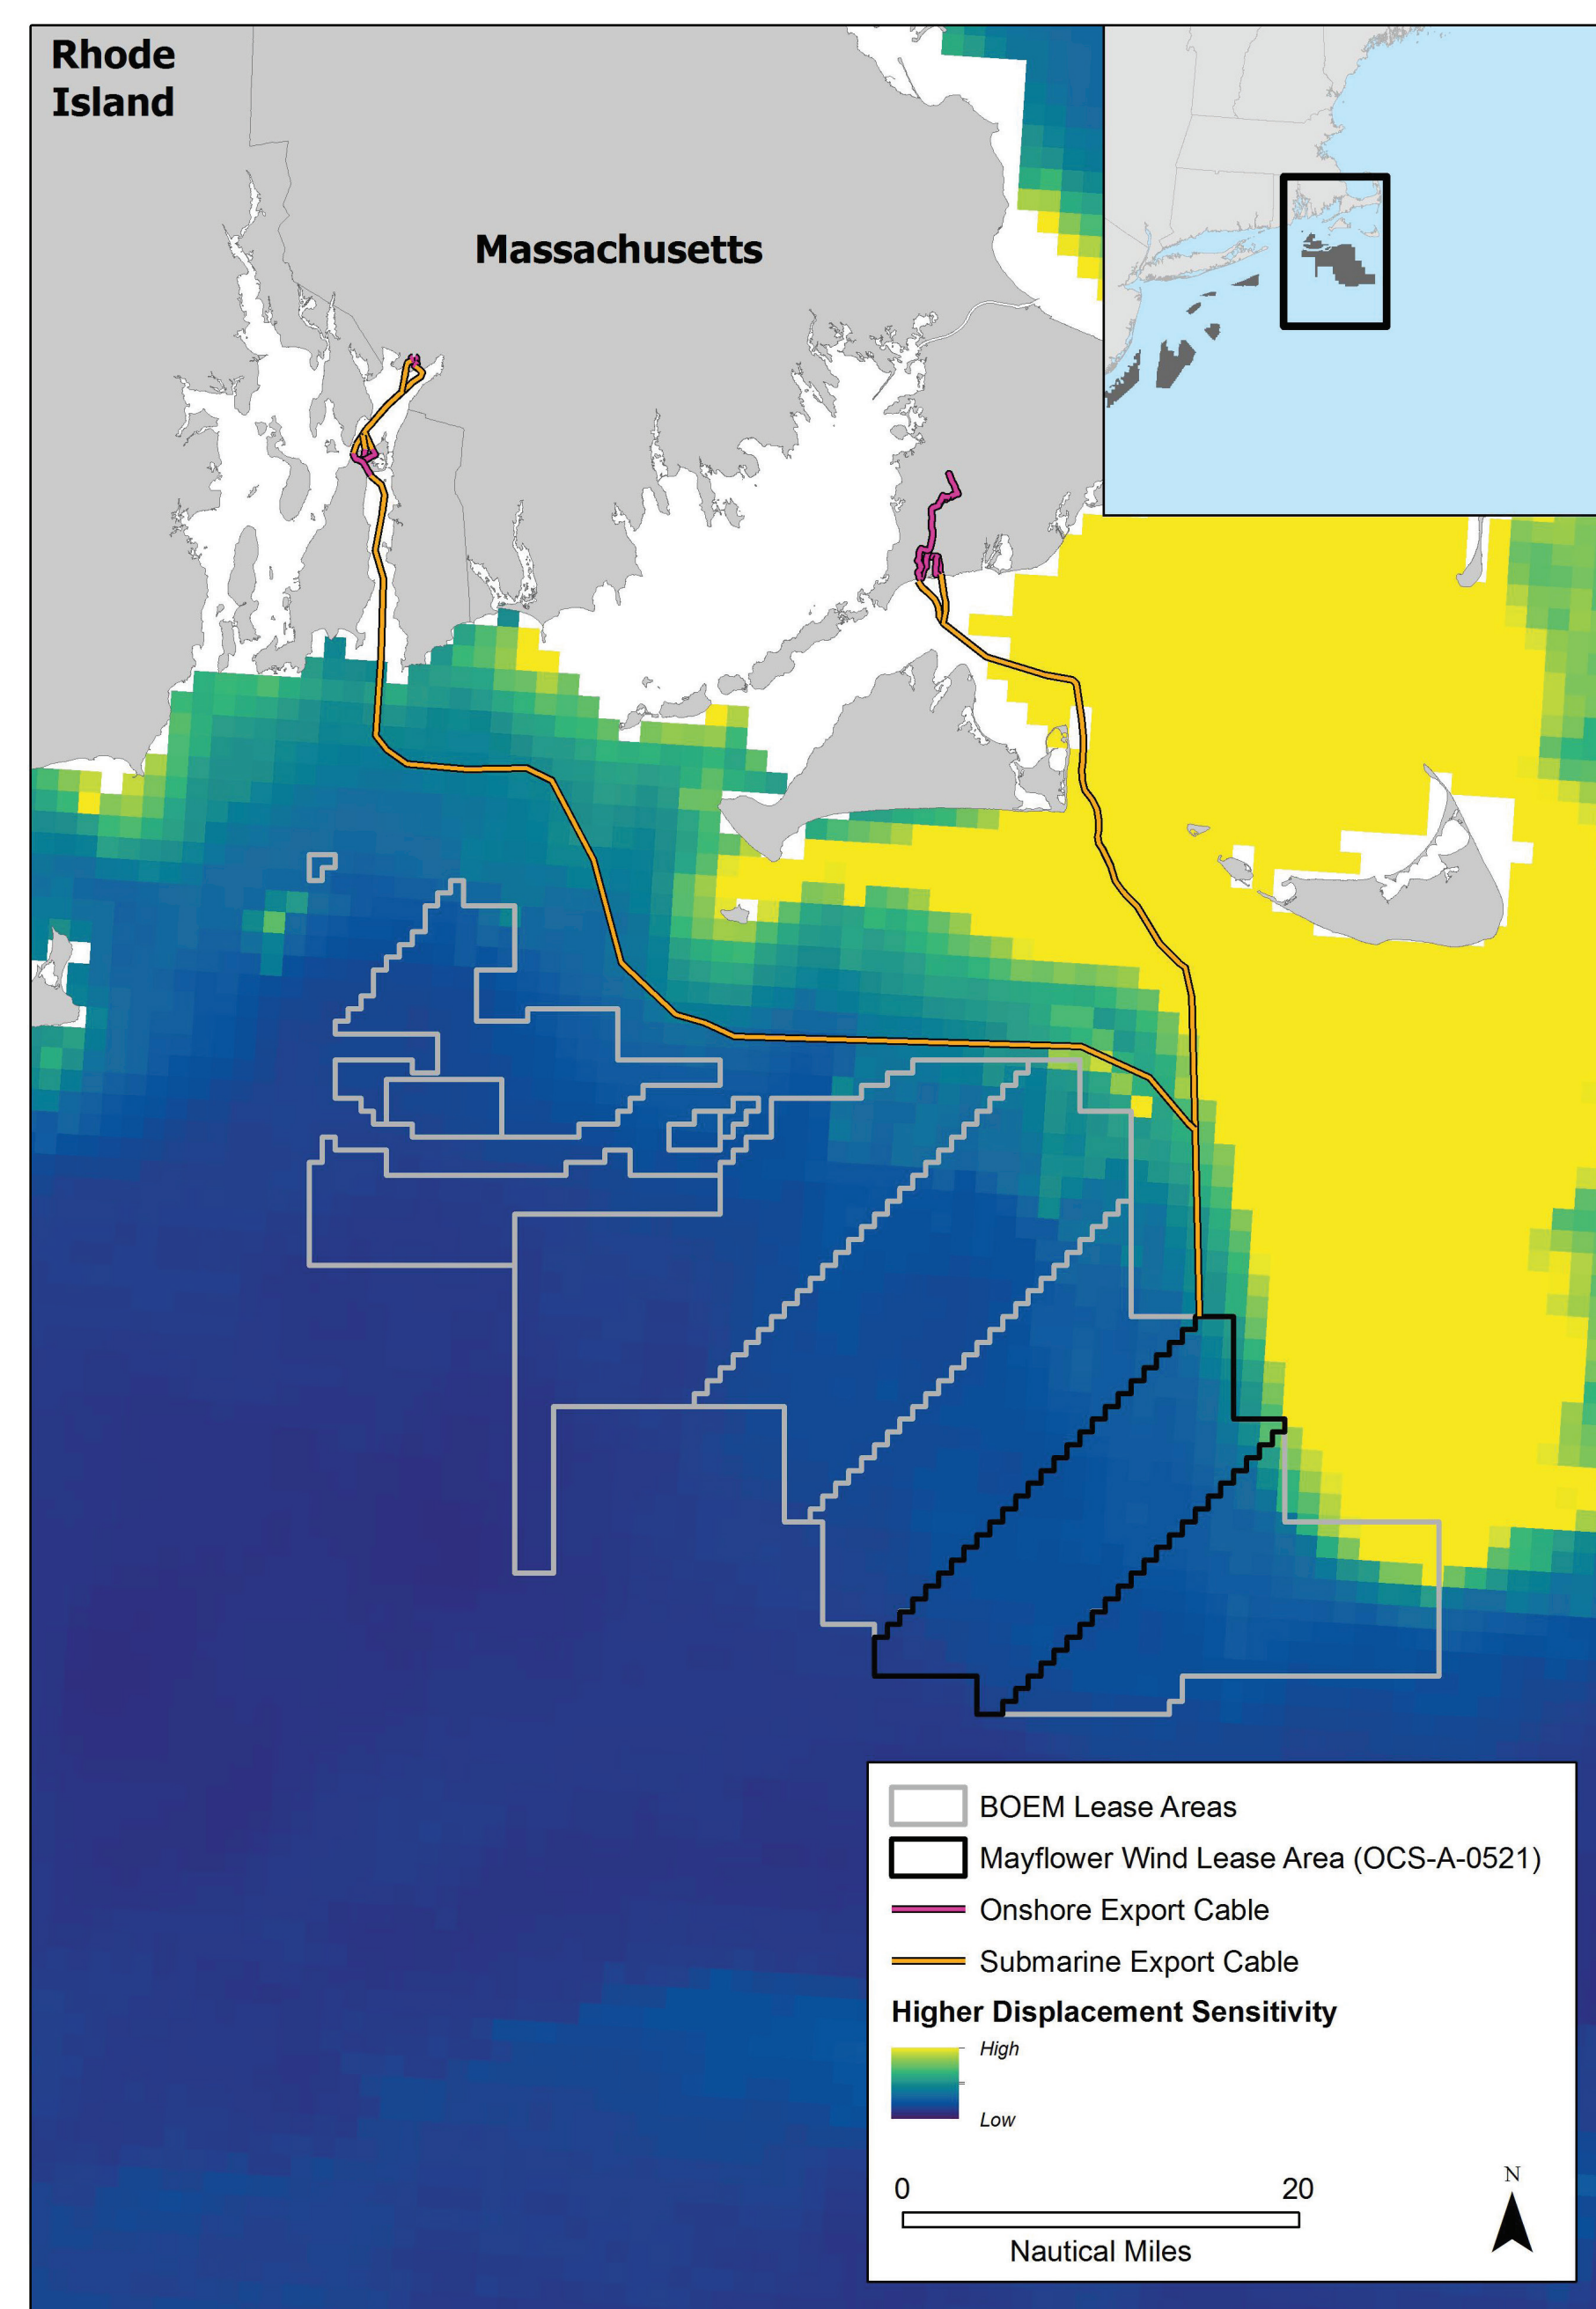 Rhode
Island
Massachusetts
BOEM Lease Areas
Mayflower Wind Lease Area (OCS-A-0521)
Onshore Export Cable
Submarine Export Cable
Higher Displacement Sensitivity
High
Low
0 20
Nautical Miles
N